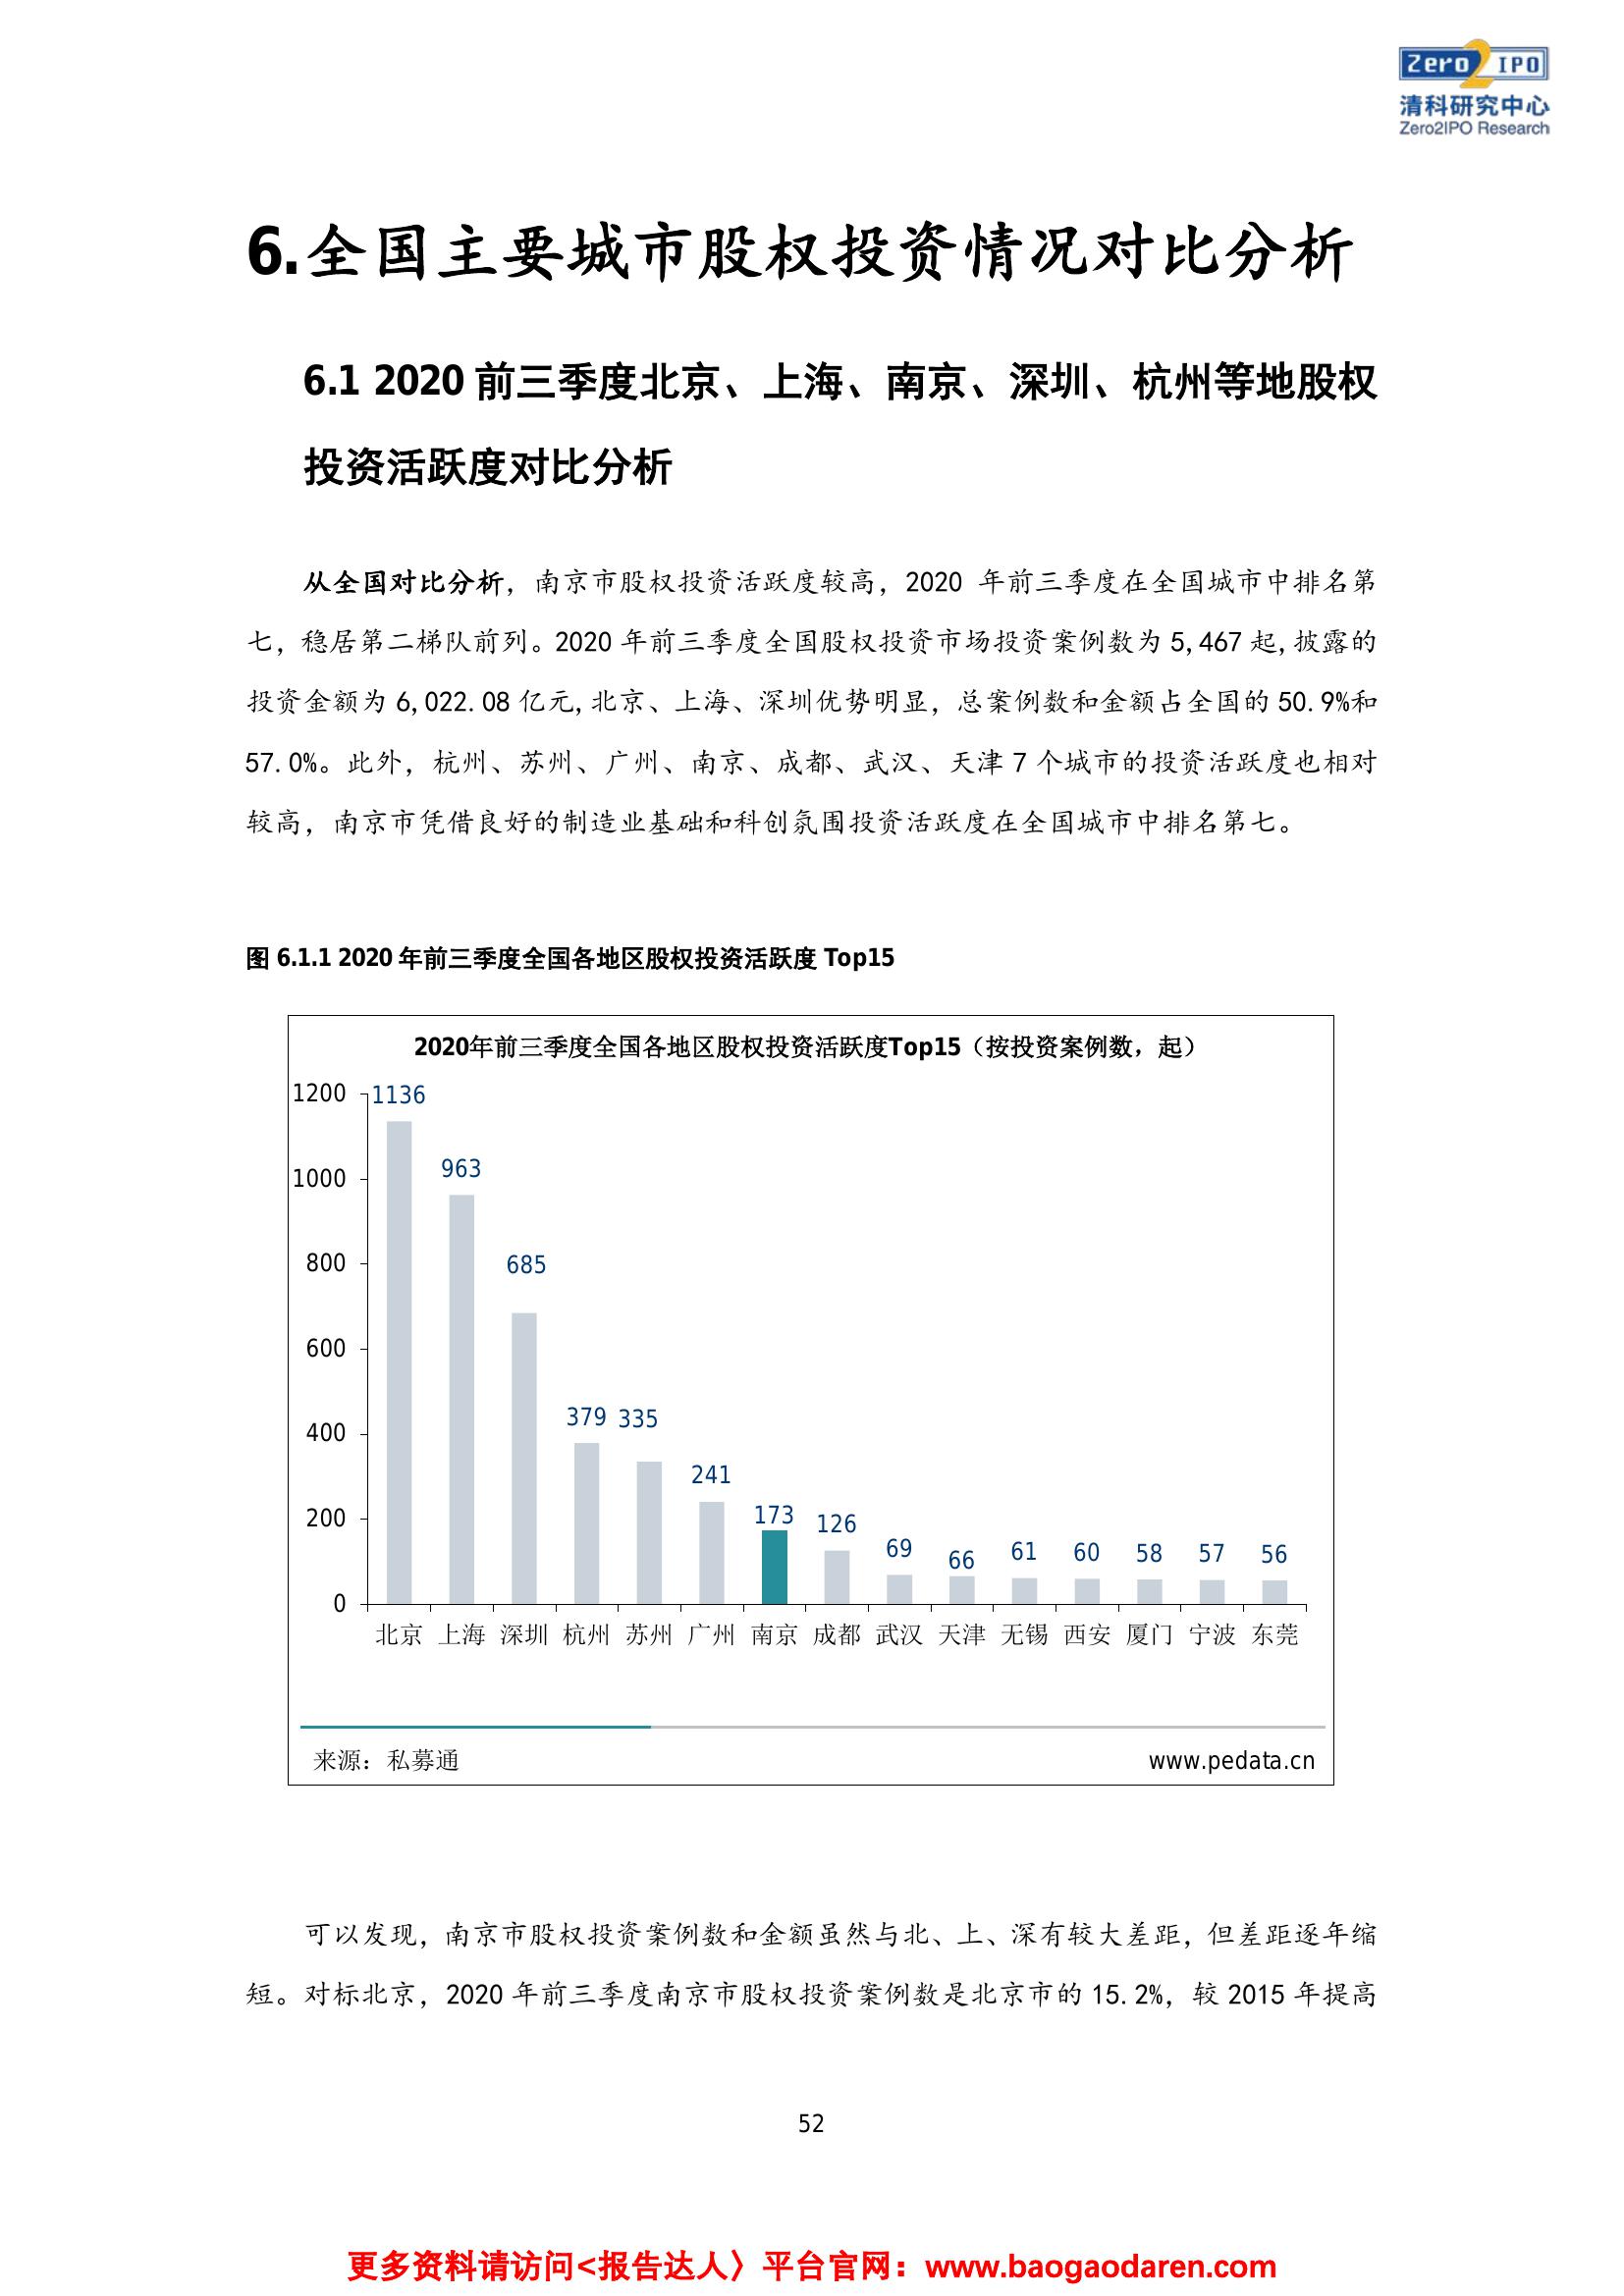 Zero2IPO
清科研究中心
Zero2IPO Research
6.全国主要城市股权投资情况对比分析
6.1 2020 前三季度北京、上海、南京、深圳、杭州等地股权
投资活跃度对比分析
从全国对比分析，南京市股权投资活跃度较高，2020 年前三季度在全国城市中排名第
七，稳居第二梯队前列。2020 年前三季度全国股权投资市场投资案例数为 5,467 起,披露的
投资金额为 6,022.08 亿元,北京、上海、深圳优势明显，总案例数和金额占全国的 50.9%和
57.0%。此外，杭州、苏州、广州、南京、成都、武汉、天津 7 个城市的投资活跃度也相对
较高，南京市凭借良好的制造业基础和科创氛围投资活跃度在全国城市中排名第七。
图 6.1.1 2020 年前三季度全国各地区股权投资活跃度 Top15
2020年前三季度全国各地区股权投资活跃度Top15（按投资案例数，起）
1200
1000
800
600
400
200
0
1136
963
685
379
335
241
173
126
69
66
61
60
58
57
56
北京 上海 深圳 杭州 苏州 广州 南京 成都 武汉 天津 无锡 西安 厦门 宁波 东莞
来源：私募通
www.pedata.cn
可以发现，南京市股权投资案例数和金额虽然与北、上、深有较大差距，但差距逐年缩
短。对标北京，2020 年前三季度南京市股权投资案例数是北京市的 15.2%，较 2015 年提高
52
更多资料请访问<报告达人〉平台官网：www.baogaodaren.com